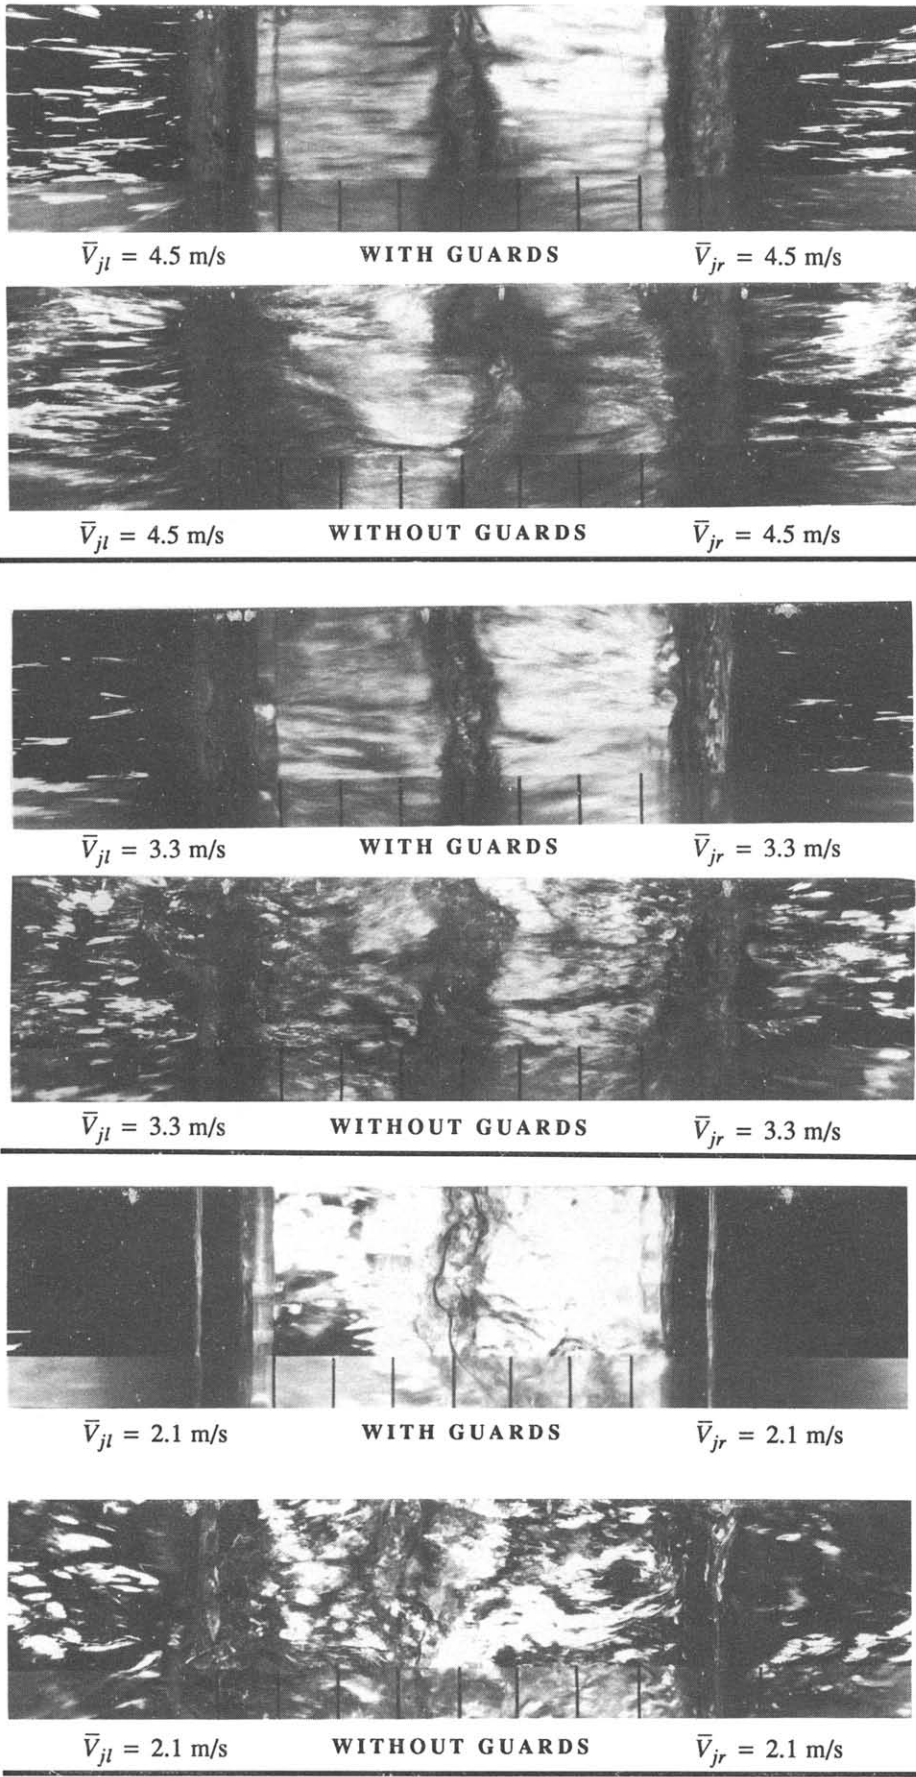 V̄jl = 4.5 m/s WITH GUARDS V̄jr = 4.5 m/s
V̄jl = 4.5 m/s WITHOUT GUARDS V̄jr = 4.5 m/s
V̄jl = 3.3 m/s WITH GUARDS V̄jr = 3.3 m/s
V̄jl = 3.3 m/s WITHOUT GUARDS V̄jr = 3.3 m/s
V̄jl = 2.1 m/s WITH GUARDS V̄jr = 2.1 m/s
V̄jl = 2.1 m/s WITHOUT GUARDS V̄jr = 2.1 m/s